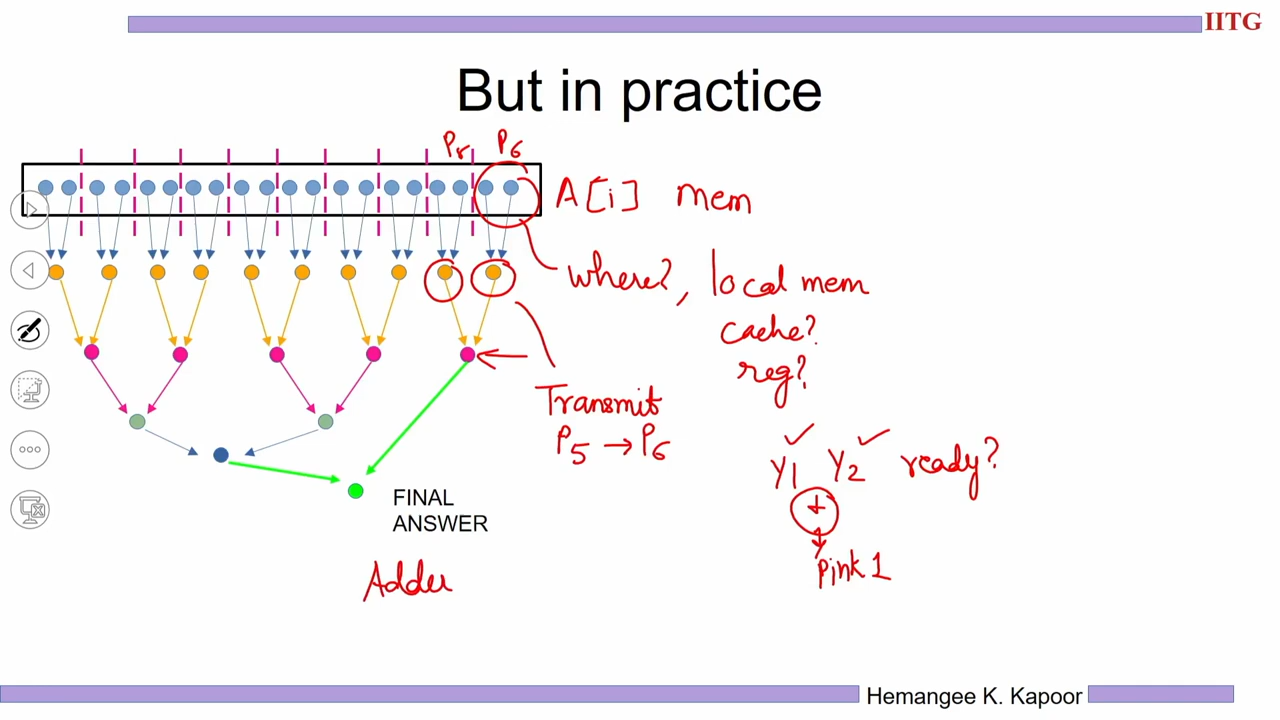 IITG
But in practice
P5 P6
A[i] mem
where?, local mem
cache?
reg?
Transmit
P5 → P6
Y1 Y2 ready?
+
Pink 1
FINAL
ANSWER
Adder
Hemangee K. Kapoor